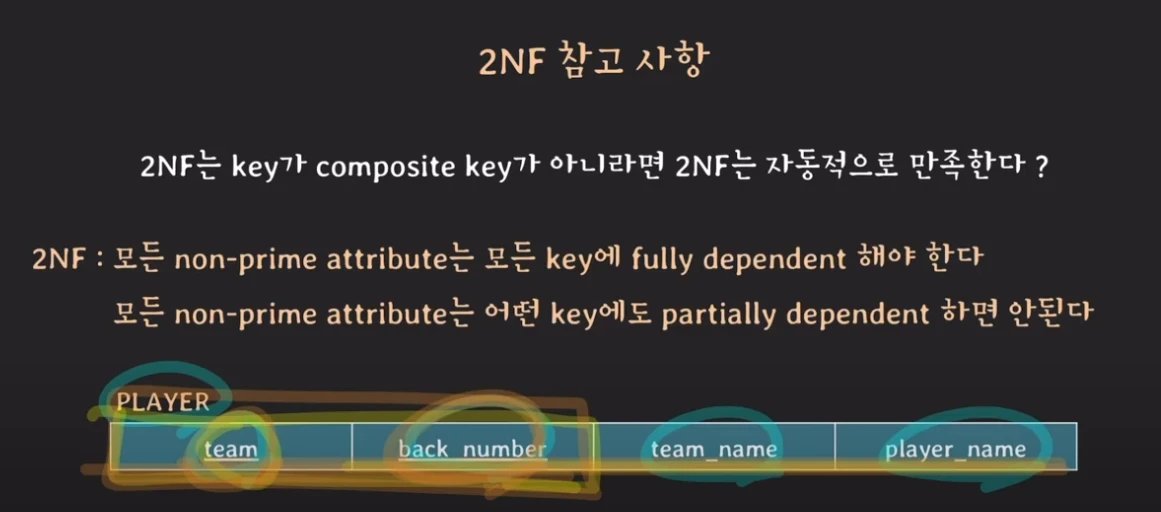 2NF 참고 사항
2NF는 key가 composite key가 아니라면 2NF는 자동적으로 만족한다 ?
2NF : 모든 non-prime attribute는 모든 key에 fully dependent 해야 한다
모든 non-prime attribute는 어떤 key에도 partially dependent 하면 안된다
PLAYER
team back_number team_name player_name